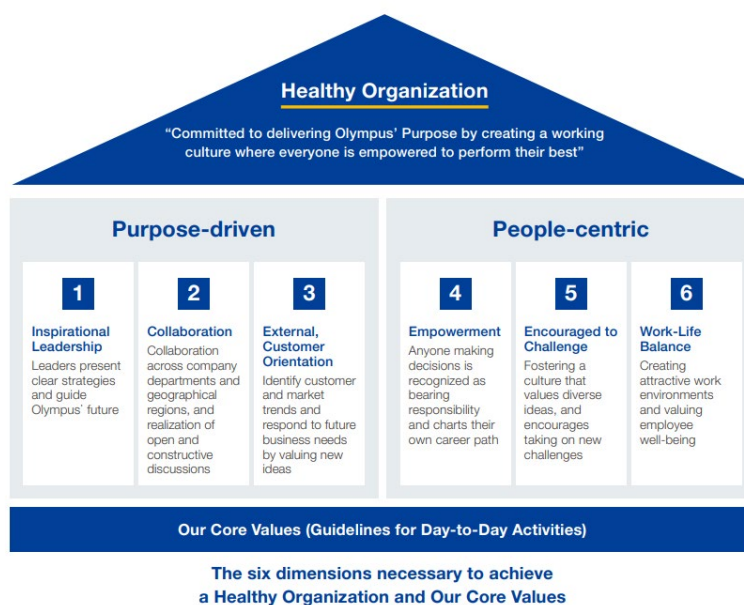 Healthy Organization
“Committed to delivering Olympus’ Purpose by creating a working
culture where everyone is empowered to perform their best”
Purpose-driven
1
Inspirational
Leadership
Leaders present
clear strategies
and guide
Olympus’ future
2
Collaboration
Collaboration
across company
departments and
geographical
regions, and
realization of
open and
constructive
discussions
3
External,
Customer
Orientation
Identify customer
and market
trends and
respond to future
business needs
by valuing new
ideas
People-centric
4
Empowerment
Anyone making
decisions is
recognized as
bearing
responsibility
and charts their
own career path
5
Encouraged to
Challenge
Fostering a
culture that
values diverse
ideas, and
encourages
taking on new
challenges
6
Work-Life
Balance
Creating
attractive work
environments
and valuing
employee
well-being
Our Core Values (Guidelines for Day-to-Day Activities)
The six dimensions necessary to achieve
a Healthy Organization and Our Core Values